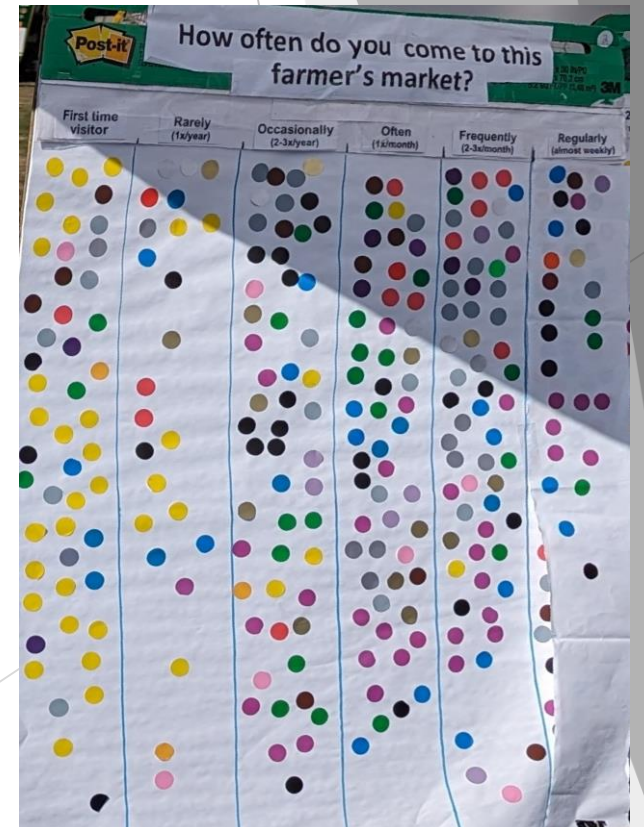 Post-it
How often do you come to this
farmer's market?
3M
First time
visitor
Rarely
(1x/year)
Occasionally
(2-3x/year)
Often
(1x/month)
Frequently
(2-3x/month)
Regularly
(almost weekly)